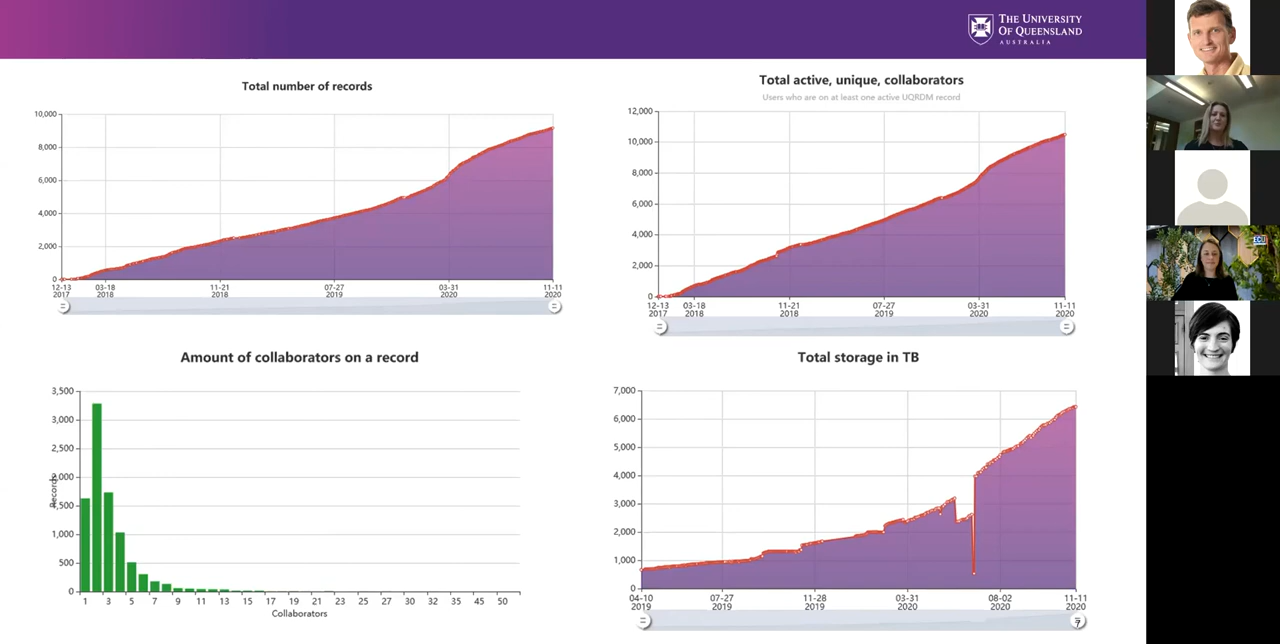 THE UNIVERSITY
OF QUEENSLAND
AUSTRALIA
Total number of records
10,000
8,000
6,000
4,000
2,000
0
12-13 03-18 11-21 07-27 03-31 11-11
2017 2018 2018 2019 2020 2020
Total active, unique, collaborators
Users who are on at least one active UQRDM record
12,000
10,000
8,000
6,000
4,000
2,000
0
12-13 03-18 11-21 07-27 03-31 11-11
2017 2018 2018 2019 2020 2020
Amount of collaborators on a record
3,500
3,000
2,500
2,000
1,500
1,000
500
0
Records
1 3 5 7 9 11 13 15 17 19 21 23 25 27 30 32 35 45 50
Collaborators
Total storage in TB
7,000
6,000
5,000
4,000
3,000
2,000
1,000
0
04-10 07-27 11-28 03-31 08-02 11-11
2019 2019 2019 2020 2020 2020
7
ECU